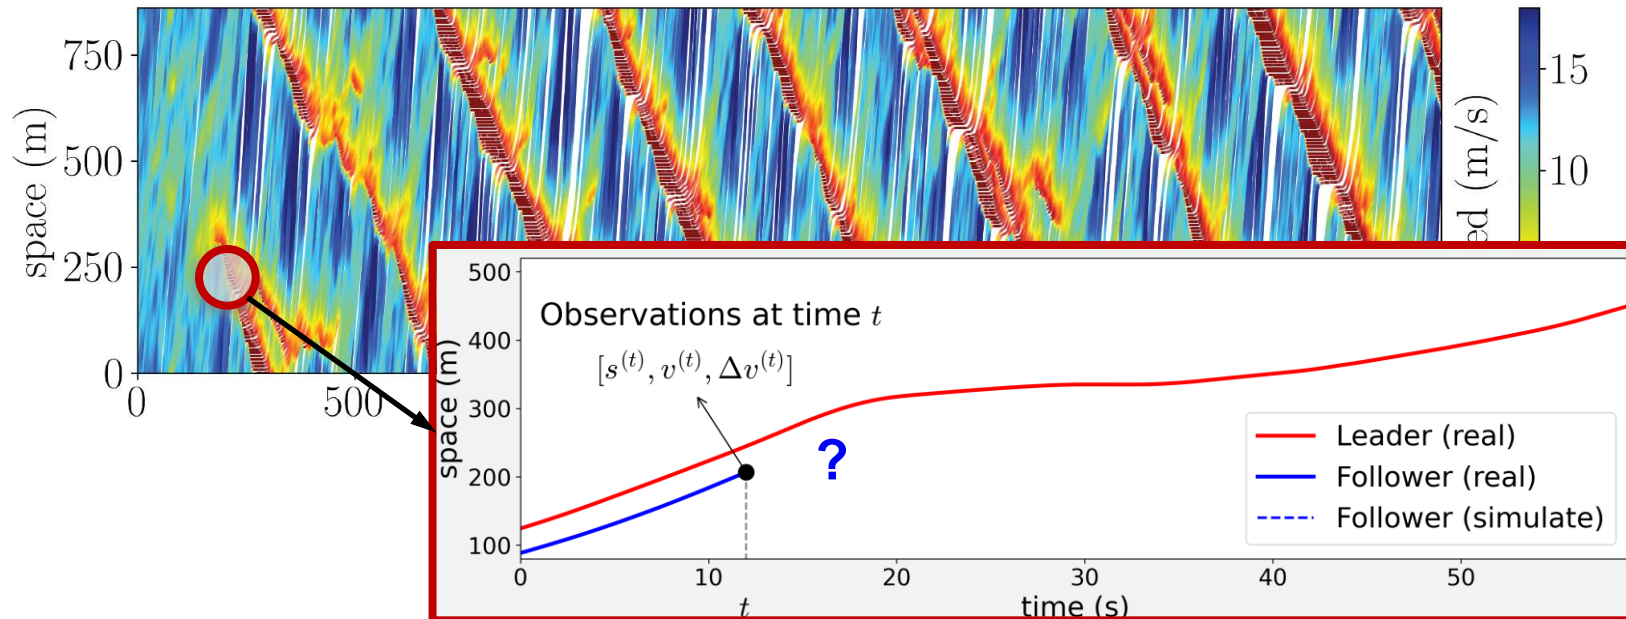 750
500
250
0
space (m)
0
500
15
10
ed (m/s)
500
400
300
200
100
space (m)
Observations at time t
[s^{(t)}, v^{(t)}, Δv^{(t)}]
?
Leader (real)
Follower (real)
Follower (simulate)
0
10
20
30
40
50
t
time (s)